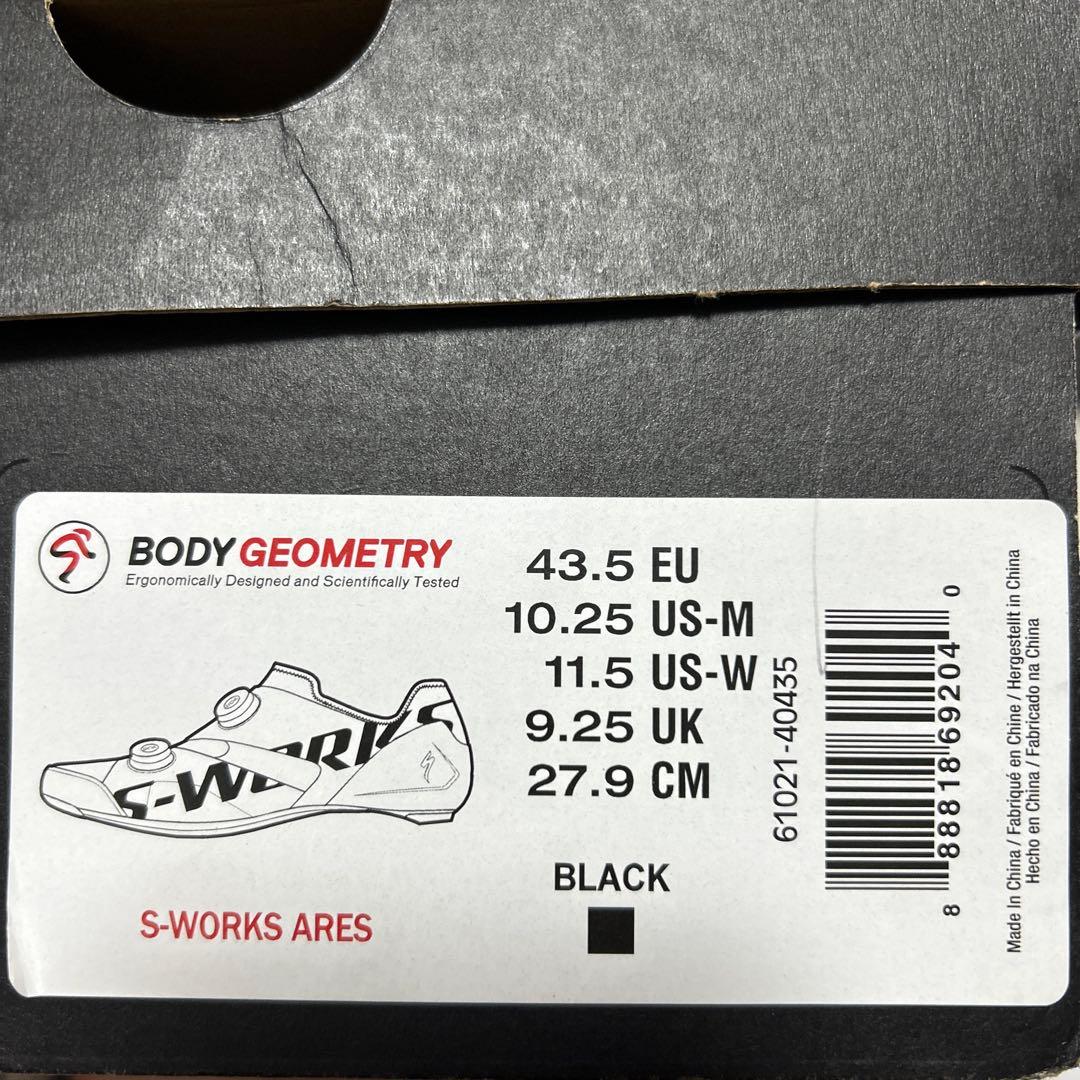 BODY GEOMETRY
Ergonomically Designed and Scientifically Tested
S-WORKS
S-WORKS ARES
43.5 EU
10.25 US-M
11.5 US-W
9.25 UK
27.9 CM
BLACK
61021-40435
8 88818 69204 0
Made In China / Fabriqué en Chine / Hergestellt in China
Hecho en China / Fabricado na China